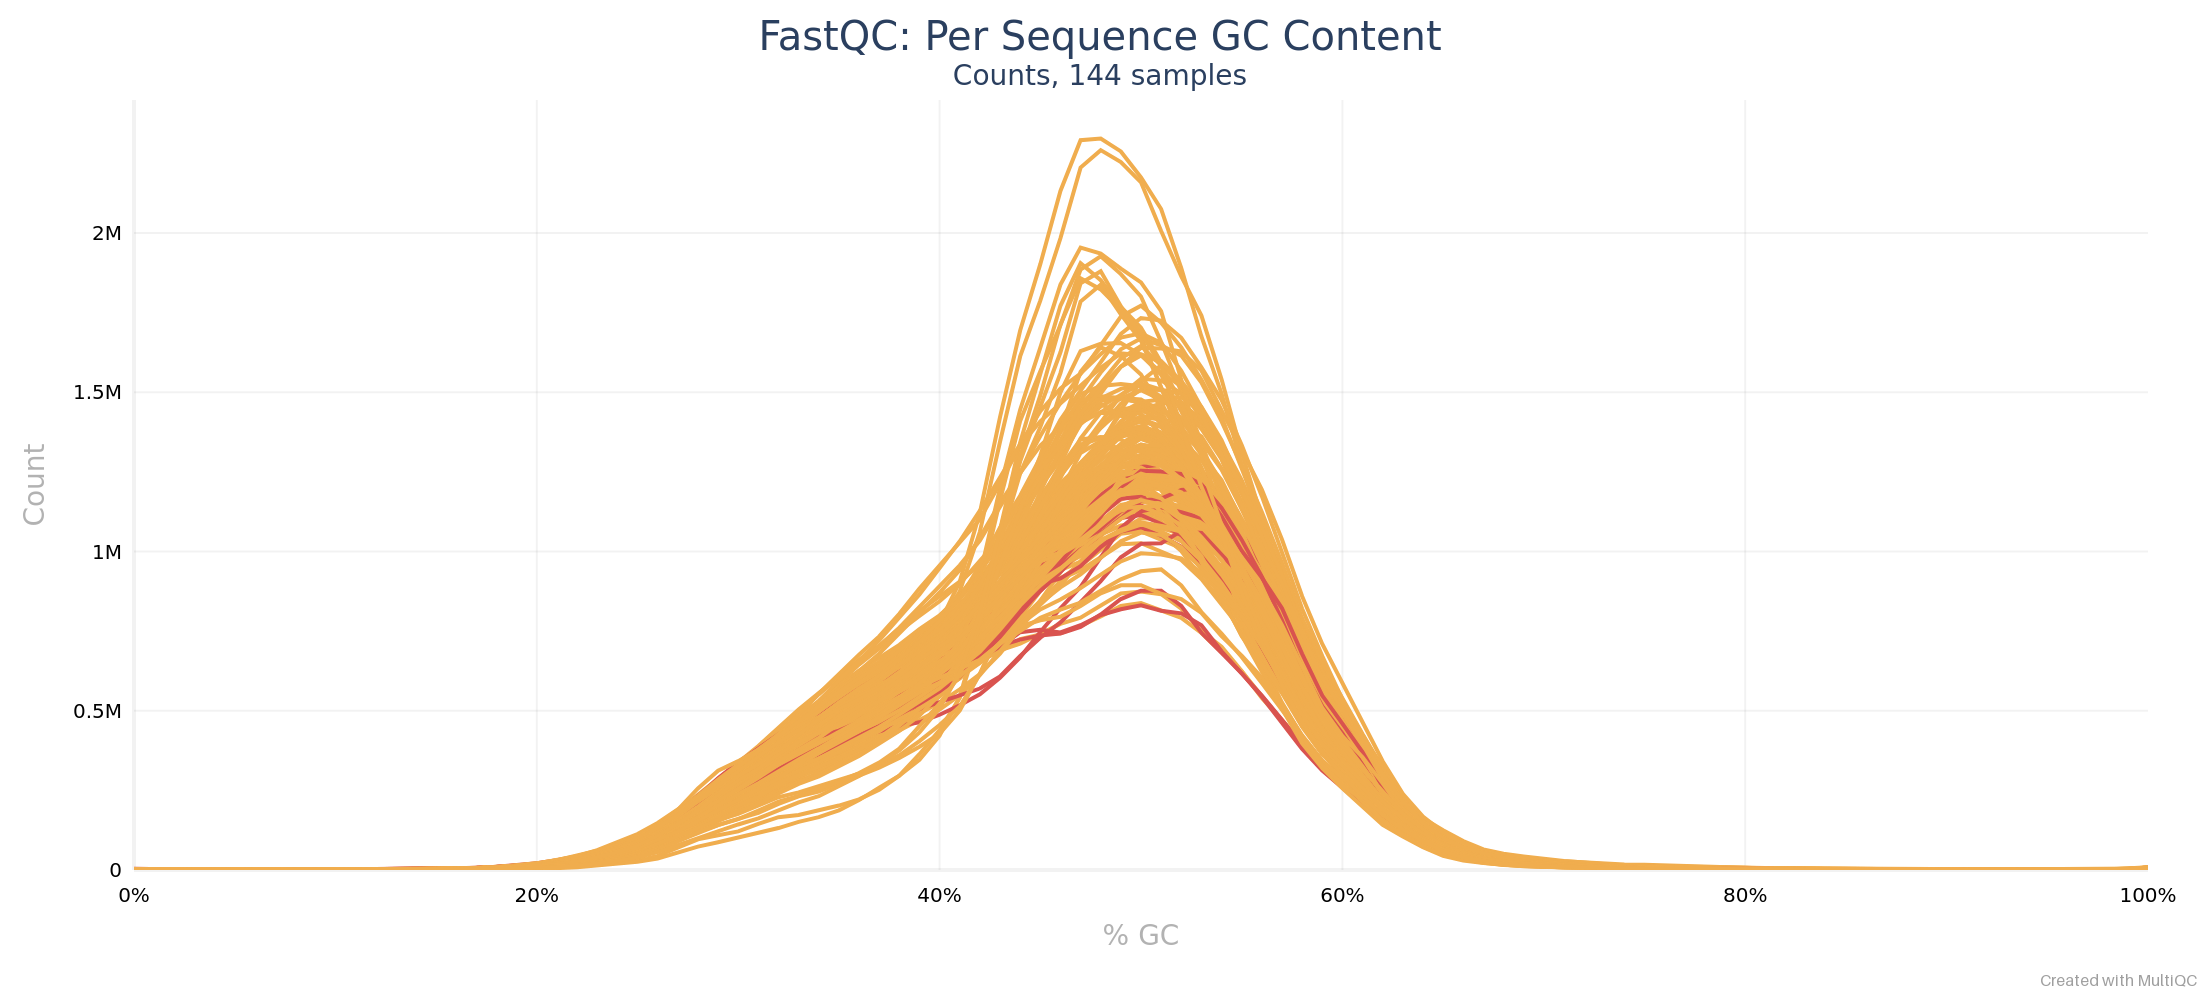 FastQC: Per Sequence GC Content
Counts, 144 samples
2M
1.5M
1M
0.5M
0
Count
0%
20%
40%
60%
80%
100%
% GC
Created with MultiQC